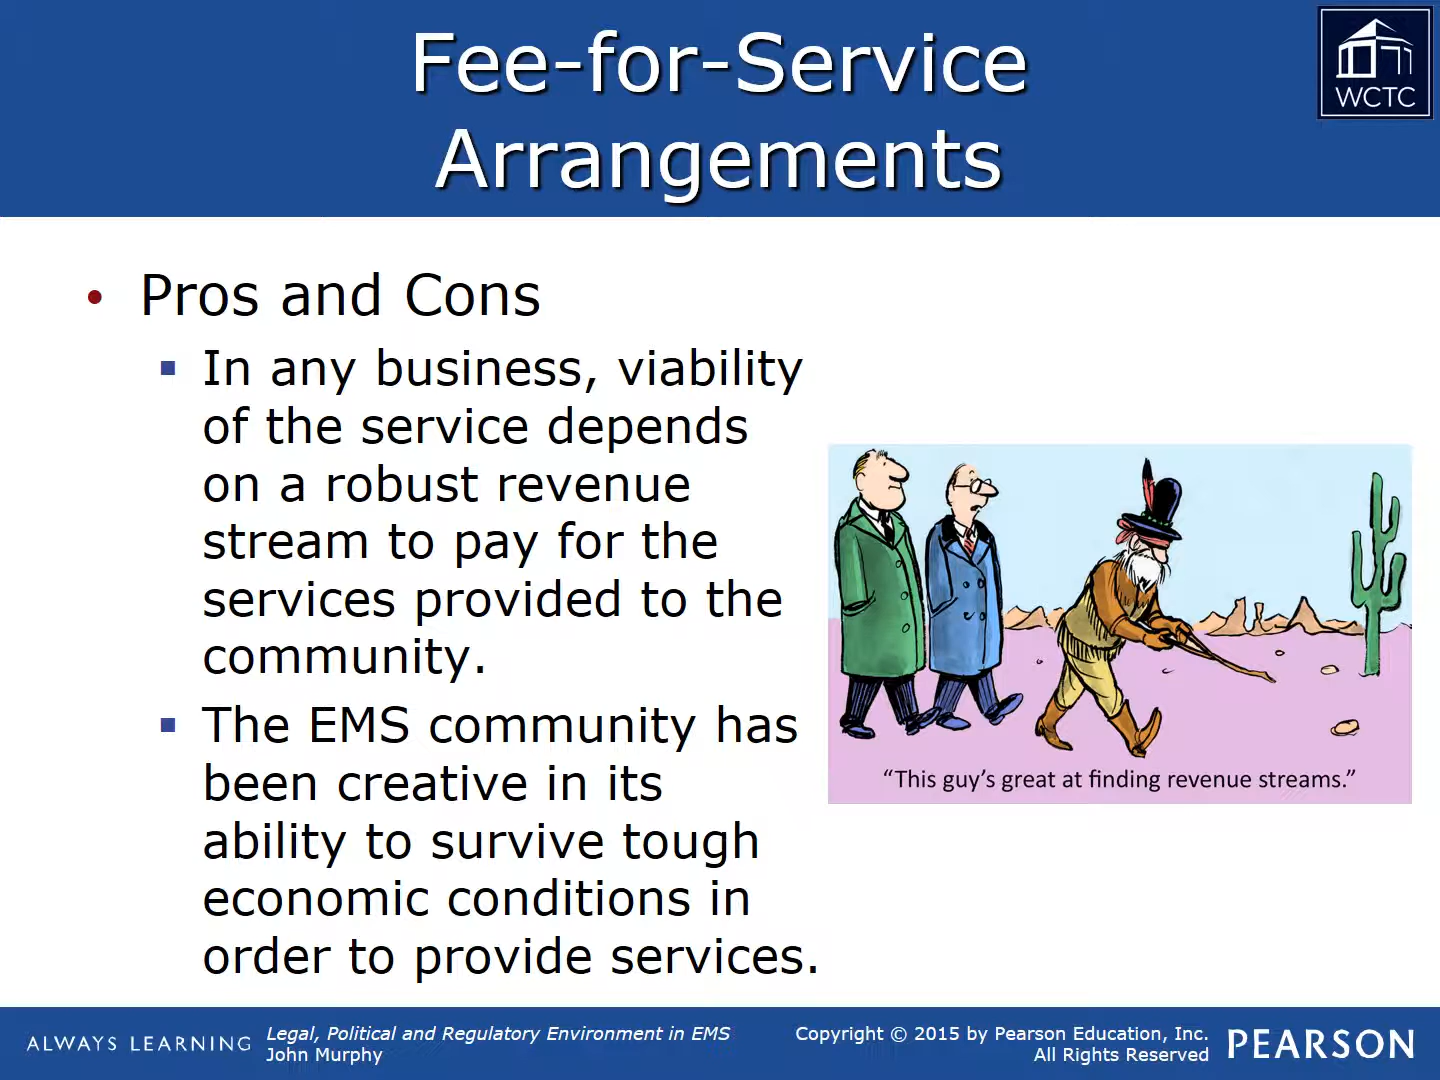 Fee-for-Service
Arrangements
WCTC
• Pros and Cons
▪ In any business, viability
of the service depends
on a robust revenue
stream to pay for the
services provided to the
community.
▪ The EMS community has
been creative in its
ability to survive tough
economic conditions in
order to provide services.
“This guy’s great at finding revenue streams.”
ALWAYS LEARNING
Legal, Political and Regulatory Environment in EMS
John Murphy
Copyright © 2015 by Pearson Education, Inc.
All Rights Reserved
PEARSON